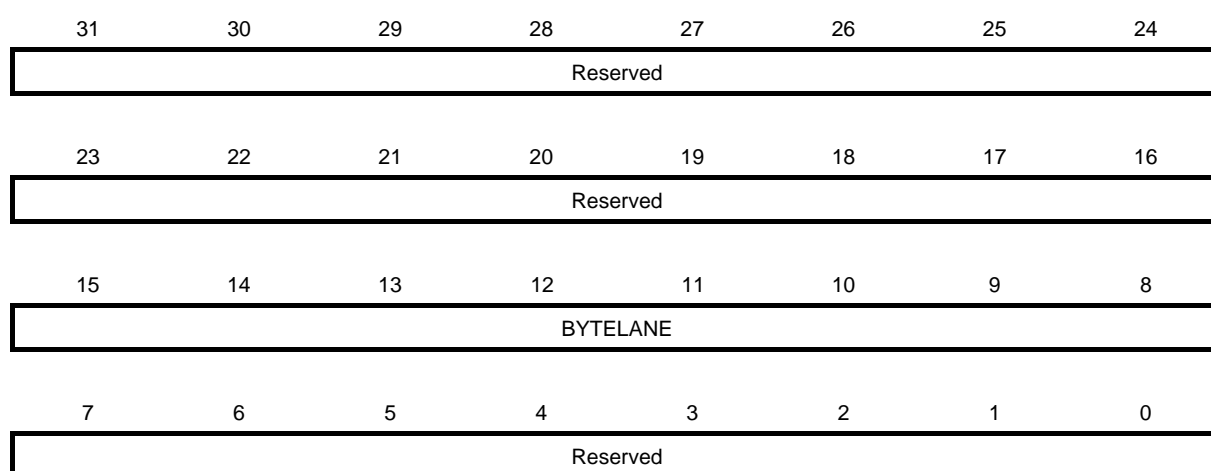 31 30 29 28 27 26 25 24
Reserved
23 22 21 20 19 18 17 16
Reserved
15 14 13 12 11 10 9 8
BYTELANE
7 6 5 4 3 2 1 0
Reserved